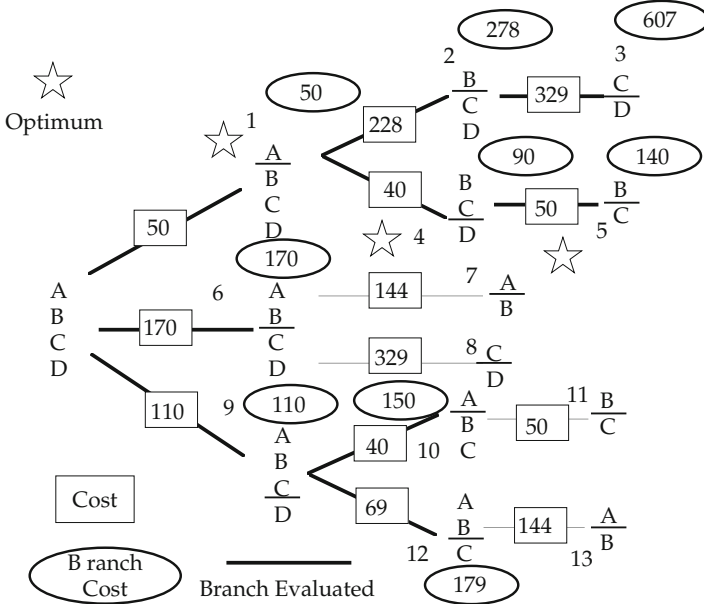 278
607
2
3
Optimum
50
1
A
B
C
D
228
B
C
D
329
C
D
90
140
40
B
C
D
50
B
C
4
5
50
170
A
B
C
D
170
6
A
B
C
D
144
7
A
B
329
8
C
D
110
9
110
150
A
B
C
D
40
10
A
B
C
50
11
B
C
69
12
A
B
C
144
13
A
B
179
Cost
B ranch
Cost
Branch Evaluated